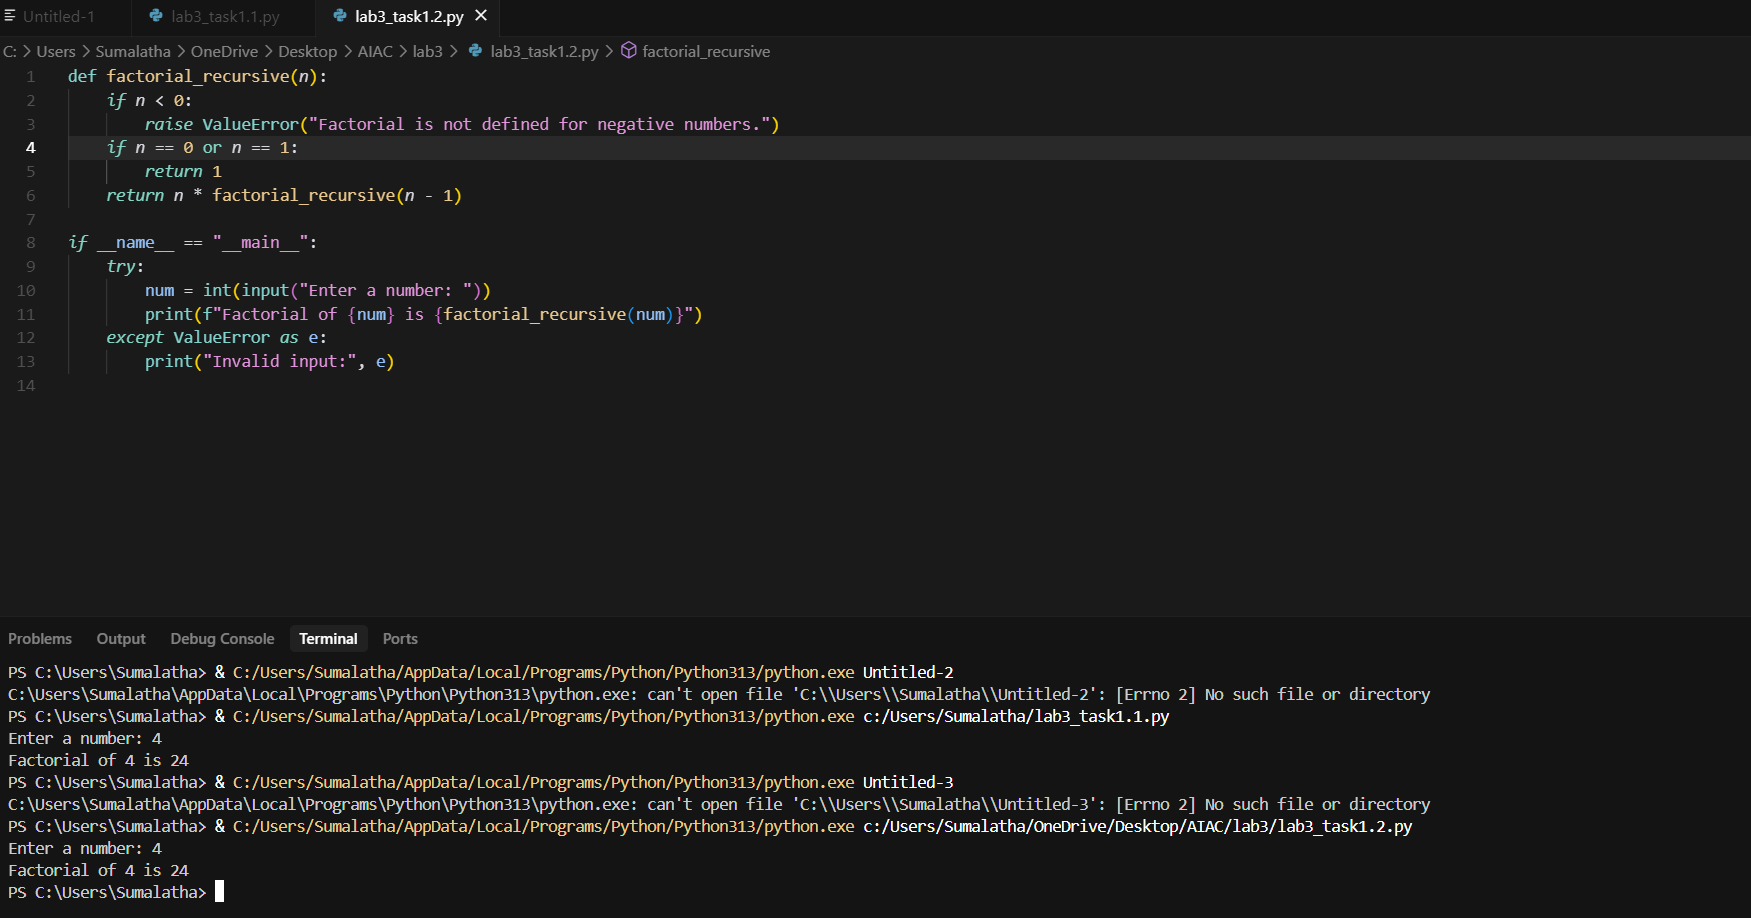 Untitled-1 lab3_task1.1.py lab3_task1.2.py
C: > Users > Sumalatha > OneDrive > Desktop > AIAC > lab3 > lab3_task1.2.py > factorial_recursive
1 def factorial_recursive(n):
2     if n < 0:
3         raise ValueError("Factorial is not defined for negative numbers.")
4     if n == 0 or n == 1:
5         return 1
6     return n * factorial_recursive(n - 1)
7
8 if __name__ == "__main__":
9     try:
10         num = int(input("Enter a number: "))
11         print(f"Factorial of {num} is {factorial_recursive(num)}")
12     except ValueError as e:
13         print("Invalid input:", e)
14
Problems Output Debug Console Terminal Ports
PS C:\Users\Sumalatha> & C:/Users/Sumalatha/AppData/Local/Programs/Python/Python313/python.exe Untitled-2
C:\Users\Sumalatha\AppData\Local\Programs\Python\Python313\python.exe: can't open file 'C:\\Users\\Sumalatha\\Untitled-2': [Errno 2] No such file or directory
PS C:\Users\Sumalatha> & C:/Users/Sumalatha/AppData/Local/Programs/Python/Python313/python.exe c:/Users/Sumalatha/lab3_task1.1.py
Enter a number: 4
Factorial of 4 is 24
PS C:\Users\Sumalatha> & C:/Users/Sumalatha/AppData/Local/Programs/Python/Python313/python.exe Untitled-3
C:\Users\Sumalatha\AppData\Local\Programs\Python\Python313\python.exe: can't open file 'C:\\Users\\Sumalatha\\Untitled-3': [Errno 2] No such file or directory
PS C:\Users\Sumalatha> & C:/Users/Sumalatha/AppData/Local/Programs/Python/Python313/python.exe c:/Users/Sumalatha/OneDrive/Desktop/AIAC/lab3/lab3_task1.2.py
Enter a number: 4
Factorial of 4 is 24
PS C:\Users\Sumalatha>